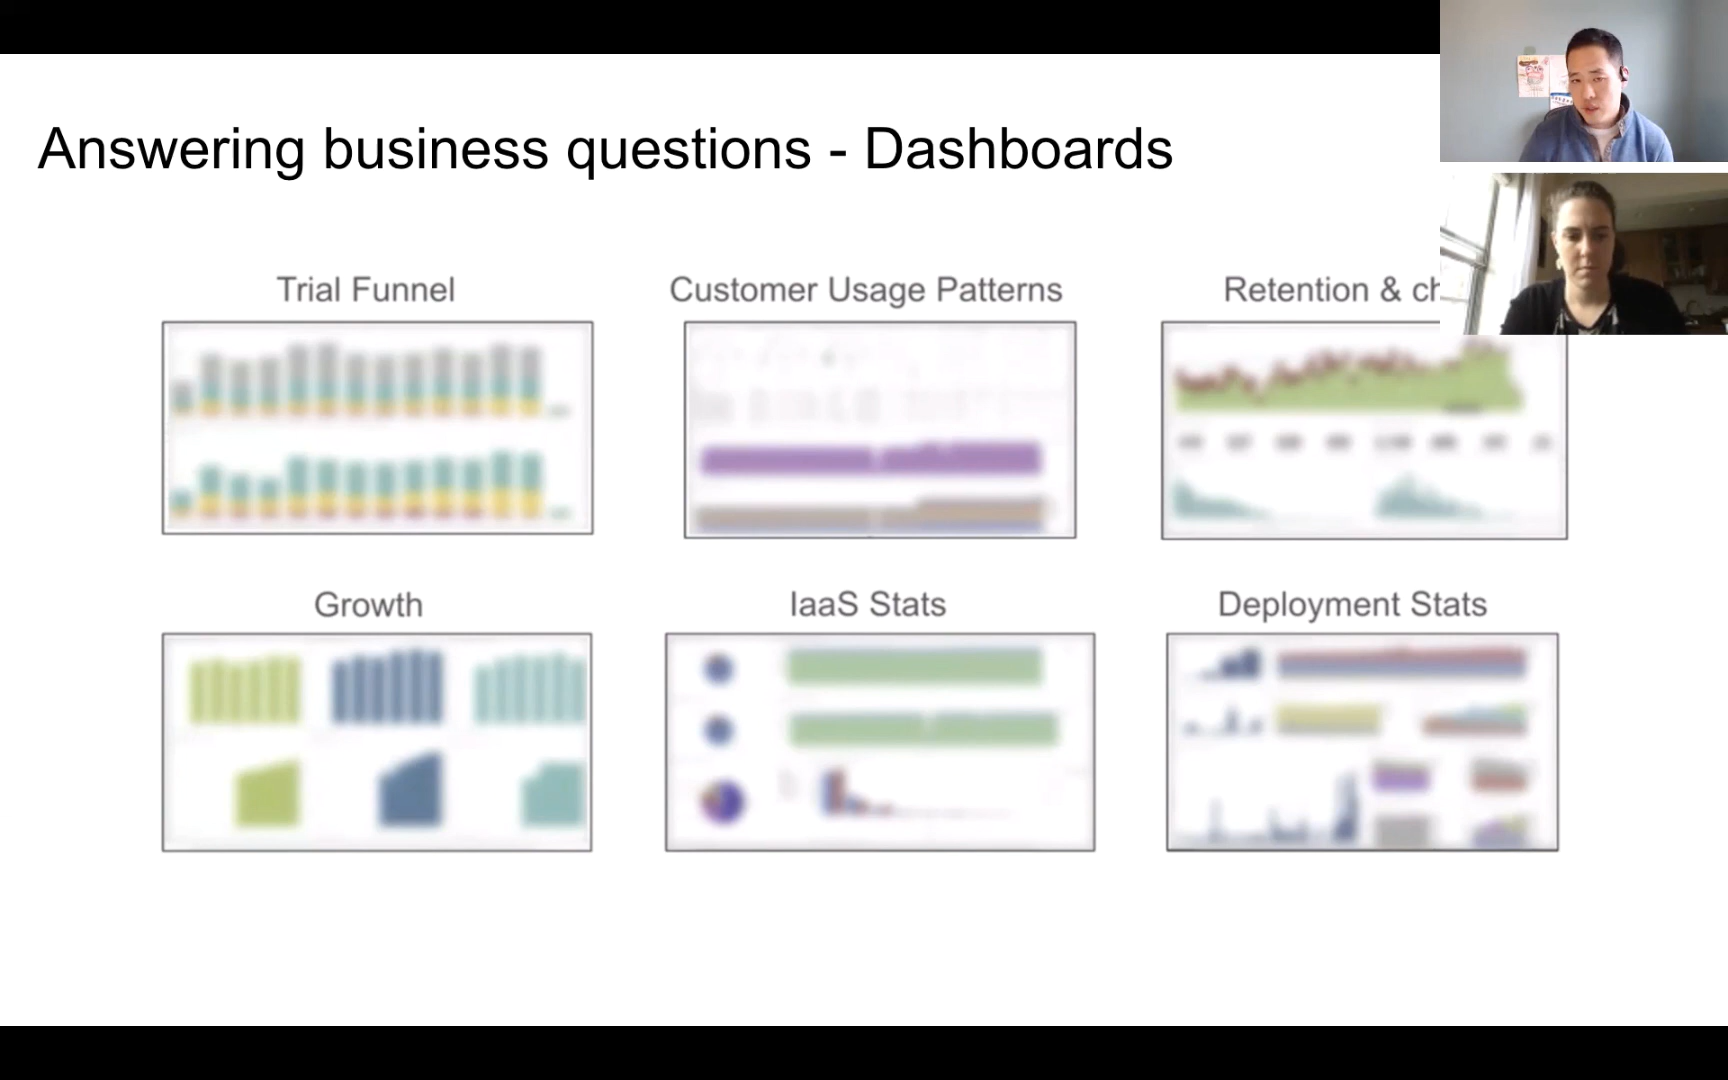 Answering business questions - Dashboards
Trial Funnel
Customer Usage Patterns
Retention & ch
Growth
IaaS Stats
Deployment Stats